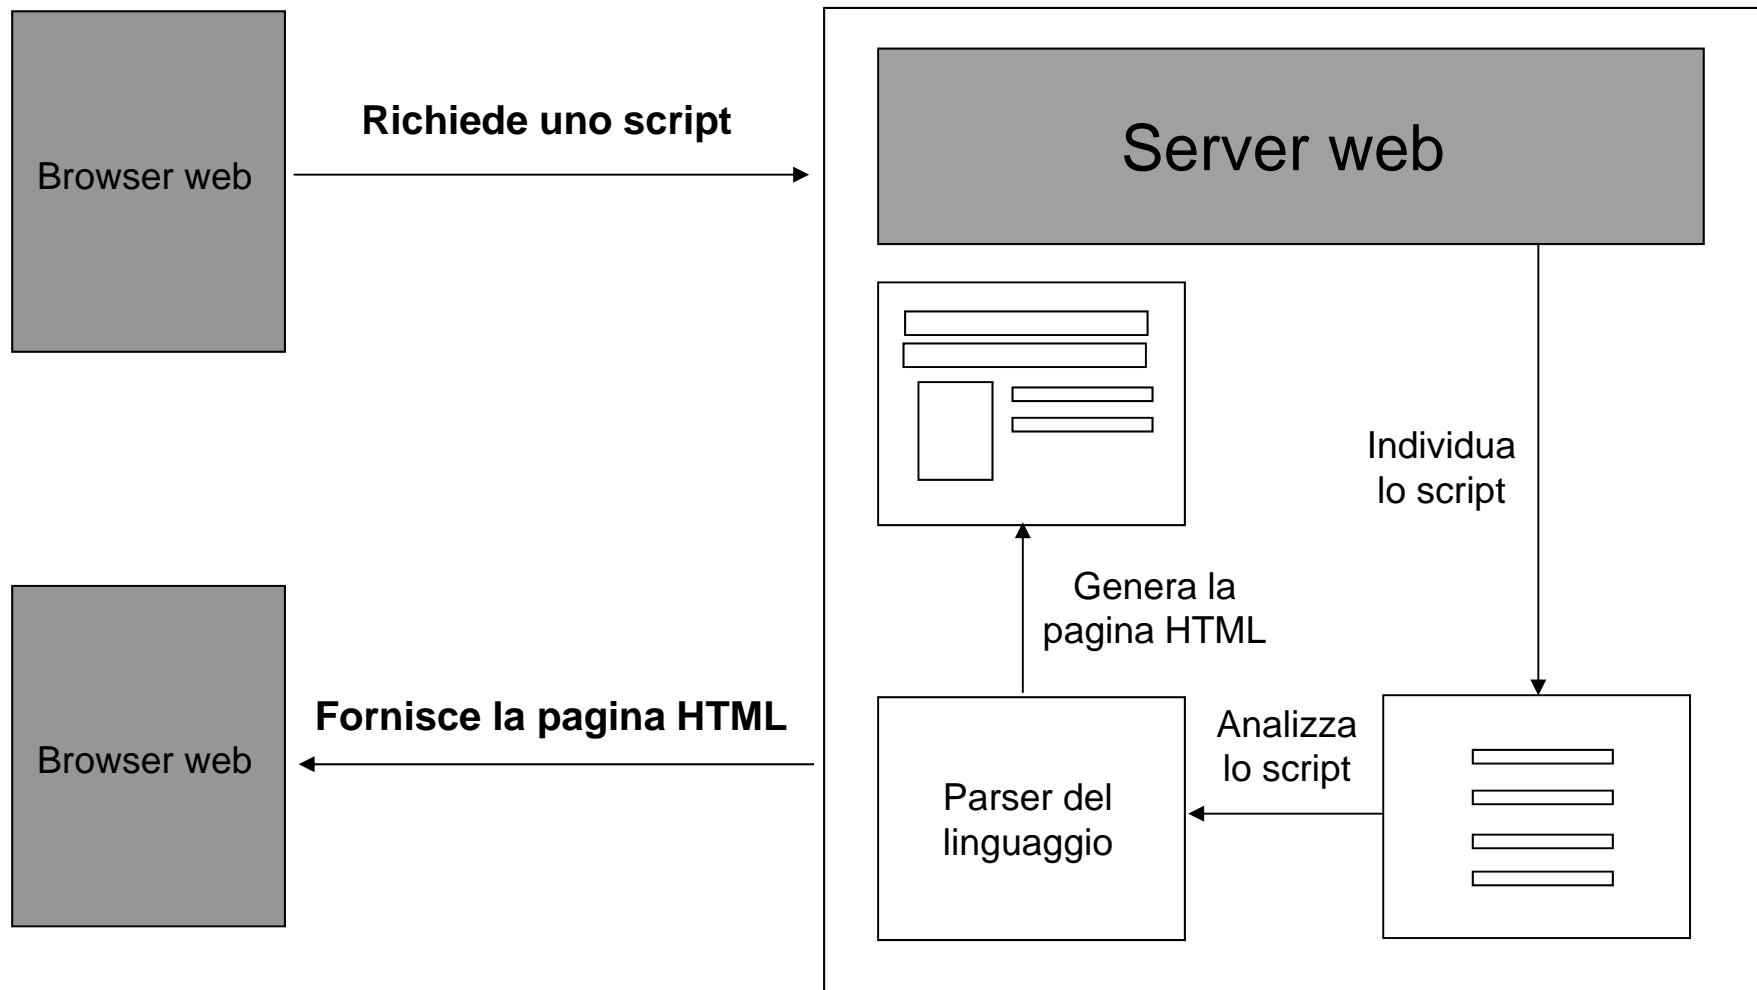 Browser web
Richiede uno script
Server web
Individua
lo script
Genera la
pagina HTML
Browser web
Fornisce la pagina HTML
Parser del
linguaggio
Analizza
lo script